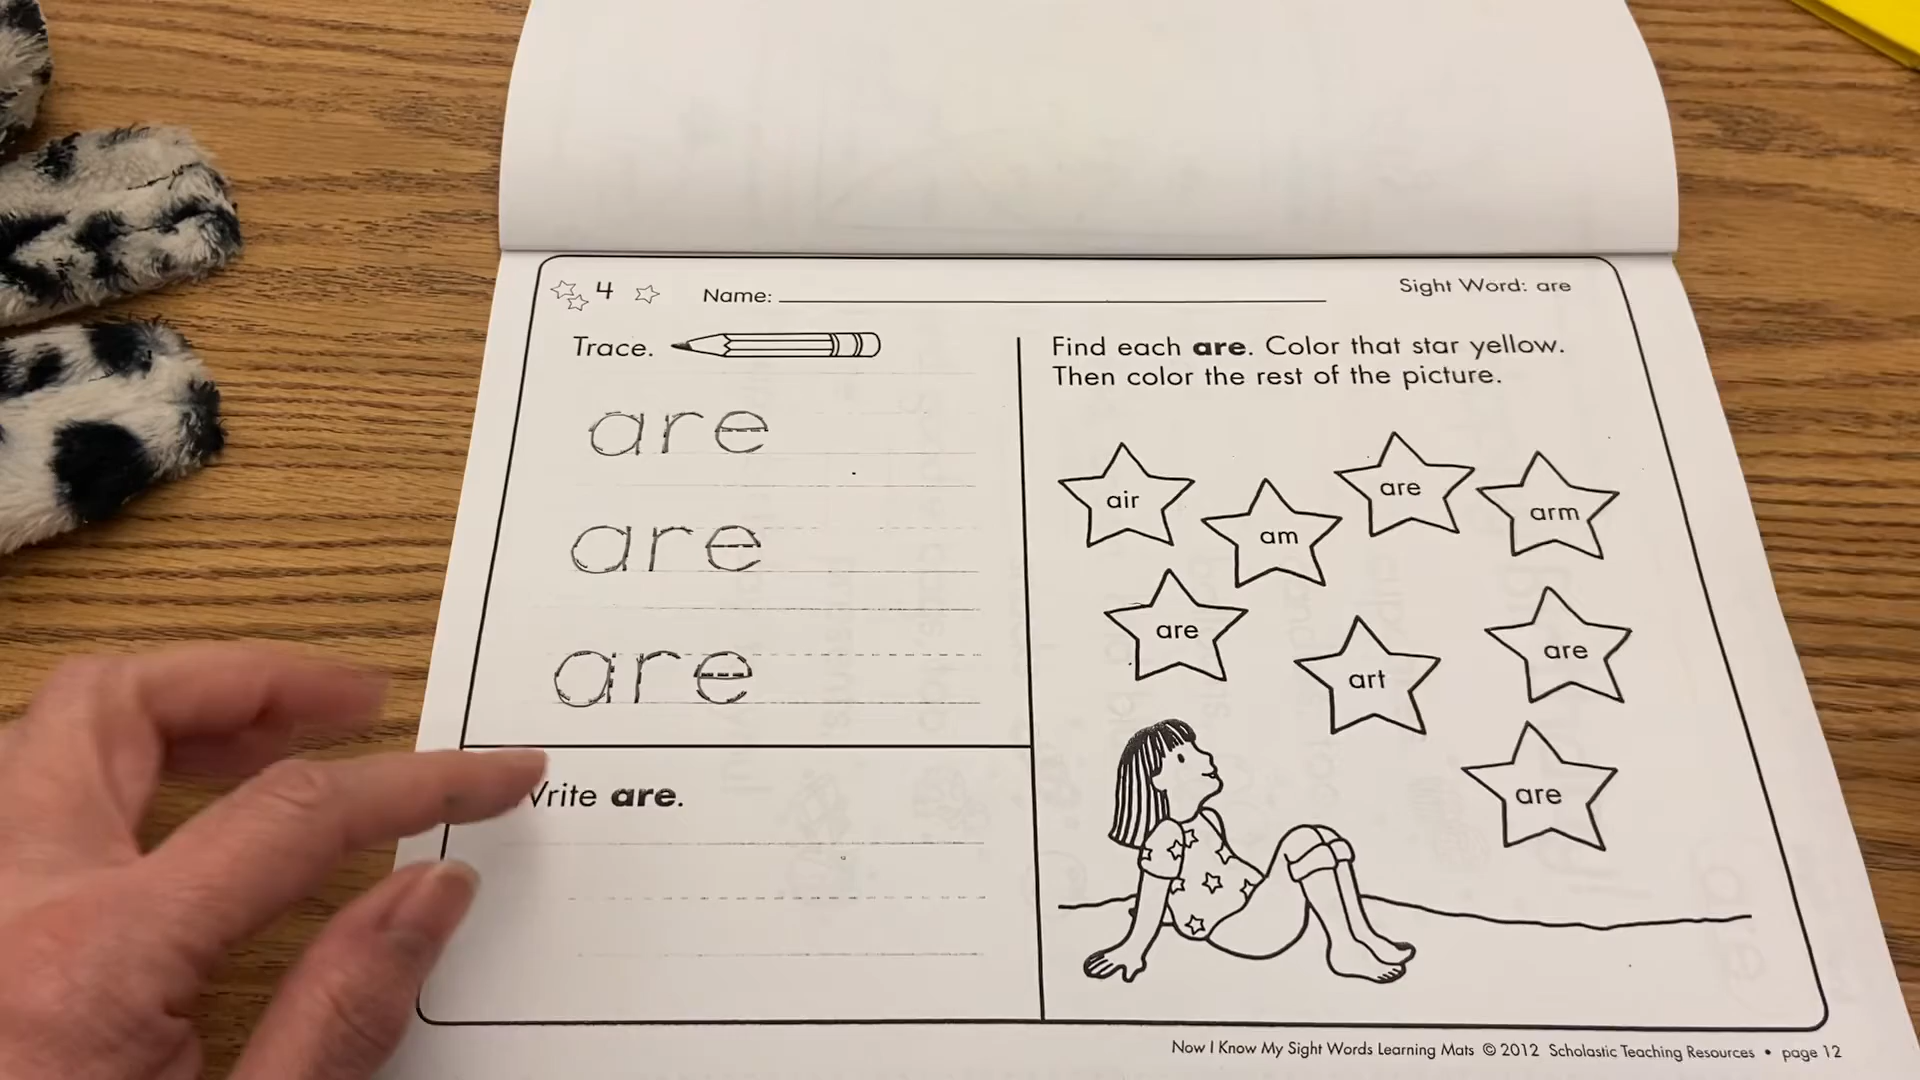 4
Name:
Sight Word: are
Trace.
are
are
are
Write are.
Find each are. Color that star yellow.
Then color the rest of the picture.
air
am
are
arm
are
art
are
are
Now I Know My Sight Words Learning Mats © 2012 Scholastic Teaching Resources • page 12